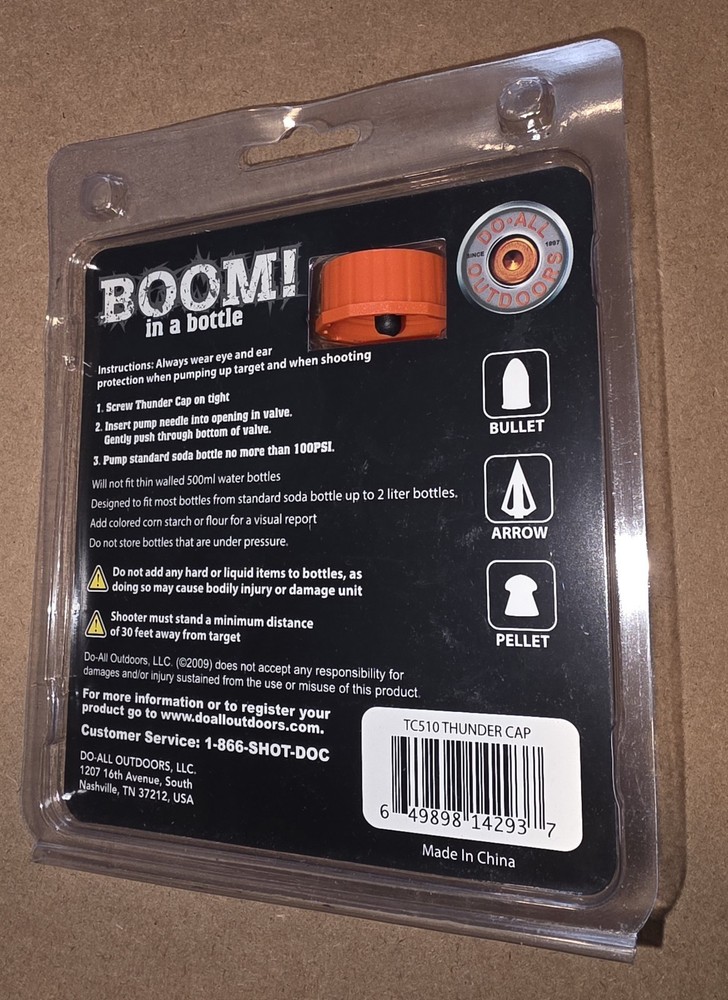 BOOM!
in a bottle
DO-ALL
SINCE 1997
OUTDOORS
Instructions: Always wear eye and ear
protection when pumping up target and when shooting
1. Screw Thunder Cap on tight
2. Insert pump needle into opening in valve.
Gently push through bottom of valve.
3. Pump standard soda bottle no more than 100PSI.
Will not fit thin walled 500ml water bottles
Designed to fit most bottles from standard soda bottle up to 2 liter bottles.
Add colored corn starch or flour for a visual report
Do not store bottles that are under pressure.
Do not add any hard or liquid items to bottles, as
doing so may cause bodily injury or damage unit
Shooter must stand a minimum distance
of 30 feet away from target
Do-All Outdoors, LLC. (©2009) does not accept any responsibility for
damages and/or injury sustained from the use or misuse of this product.
For more information or to register your
product go to www.doalloutdoors.com.
Customer Service: 1-866-SHOT-DOC
DO-ALL OUTDOORS, LLC.
1207 16th Avenue, South
Nashville, TN 37212, USA
BULLET
ARROW
PELLET
TC510 THUNDER CAP
6 49898 14293 7
Made In China